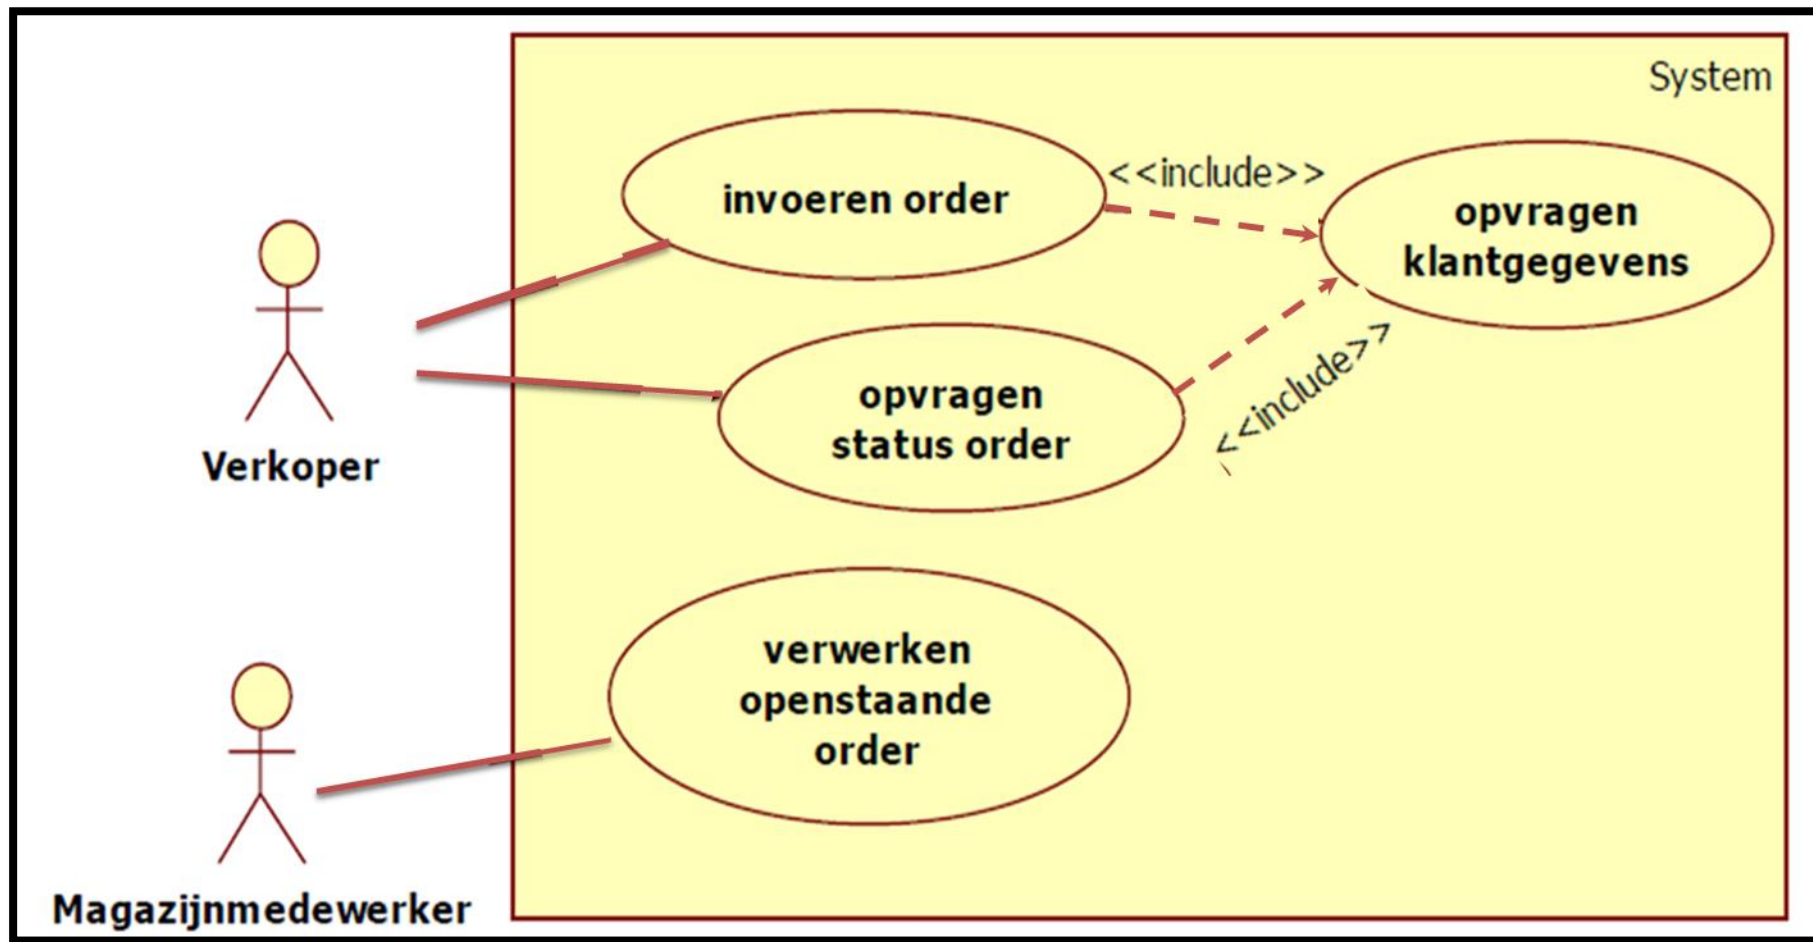 System
invoeren order
<<include>>
opvragen
klantgegevens
opvragen
status order
<<include>>
Verkoper
verwerken
openstaande
order
Magazijnmedewerker